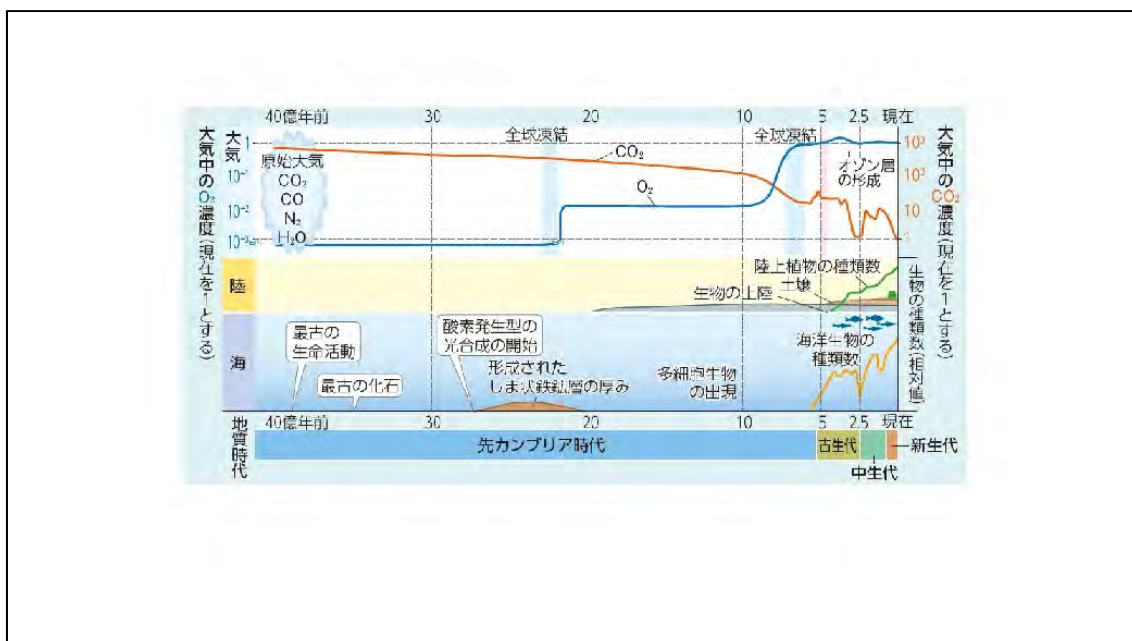 40億年前 30 20 10 5 2.5 現在
大気中のO₂濃度(現在を1とする)
大気
1
10⁻¹
10⁻²
10⁻³
原始大気
CO₂
CO
N₂
H₂O
全球凍結
CO₂
O₂
全球凍結
オゾン層
の形成
10³
10²
10
大気中のCO₂濃度(現在を1とする)
陸
陸上植物の種類数
土壌
生物の上陸
海
最古の
生命活動
最古の化石
酸素発生型の
光合成の開始
形成された
しま状鉄鉱層の厚み
多細胞生物
の出現
海洋生物の
種類数
生物の種類数(相対値)
40億年前 30 20 10 5 2.5 現在
地質時代
先カンブリア時代
古生代
中生代
新生代